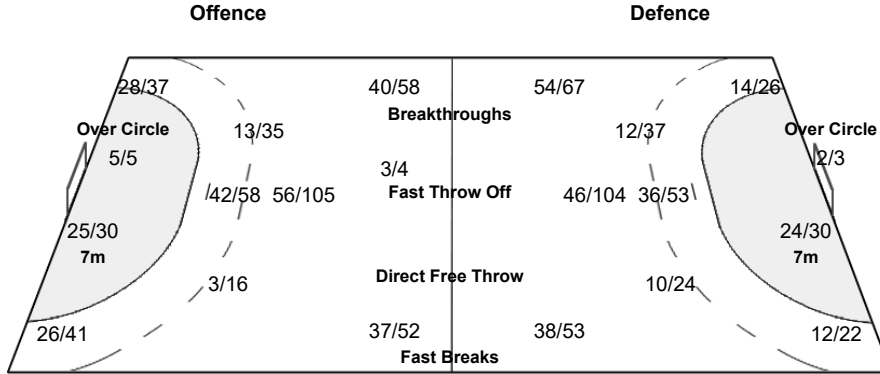 Offence Defence
28/37 40/58 54/67 14/26
Breakthroughs
Over Circle 13/35 12/37 Over Circle
5/5 2/3
3/4
42/58 56/105 Fast Throw Off 46/104 36/53
25/30 24/30
7m 7m
Direct Free Throw
3/16 10/24
26/41 37/52 38/53 12/22
Fast Breaks